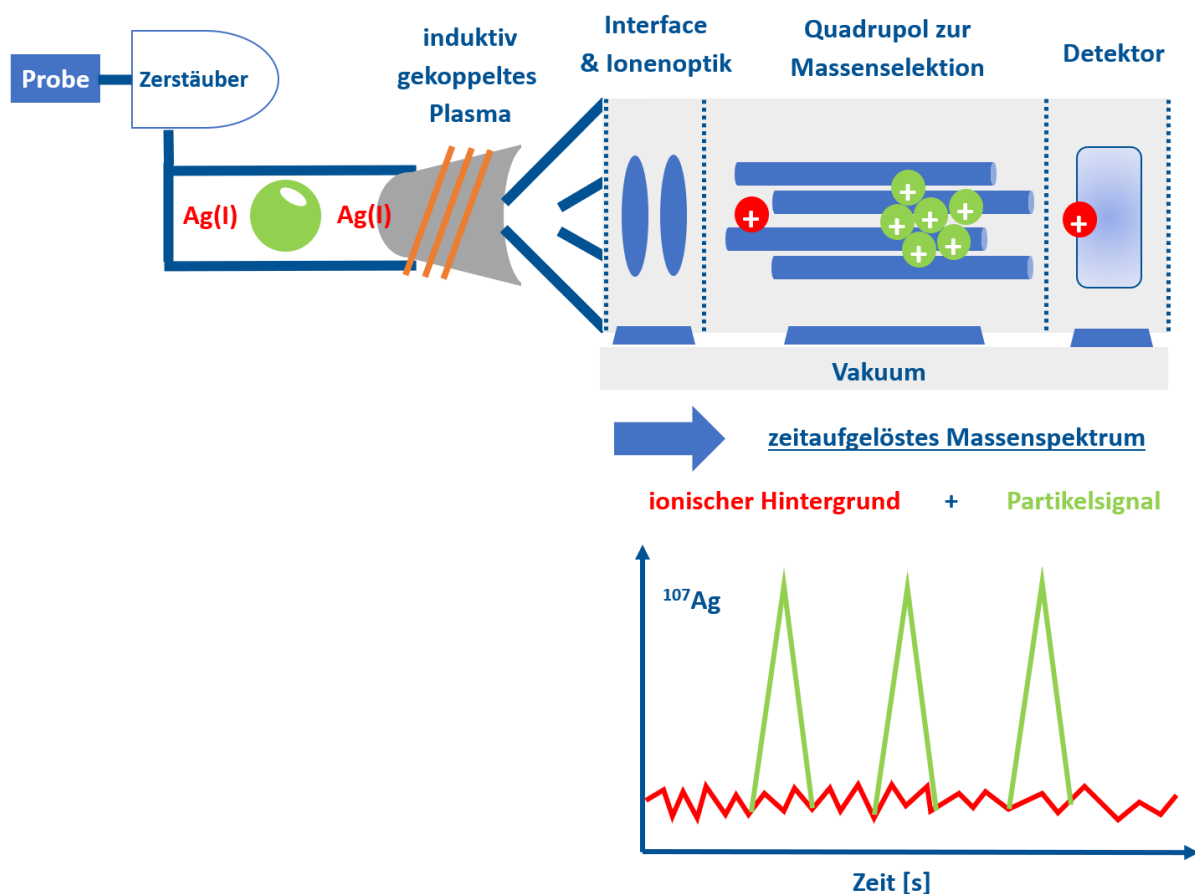 Probe
Zerstäuber
induktiv
gekoppeltes
Plasma
Interface
& Ionenoptik
Quadrupol zur
Massenselektion
Detektor
Ag(I)
Ag(I)
+
+
+
+
+
+
+
+
Vakuum
zeitaufgelöstes Massenspektrum
ionischer Hintergrund + Partikelsignal
¹⁰⁷Ag
Zeit [s]